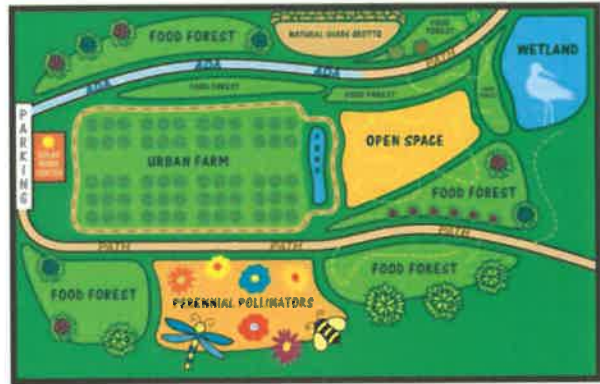 FOOD FOREST
NATURAL SHADE GROTTO
FOOD
FOREST
WETLAND
PATH
ADA
ADA
ADA
FOOD FOREST
FOOD FOREST
PARKING
URBAN FARM
OPEN SPACE
FOOD FOREST
PATH
PATH
PATH
FOOD FOREST
PERENNIAL POLLINATORS
FOOD FOREST